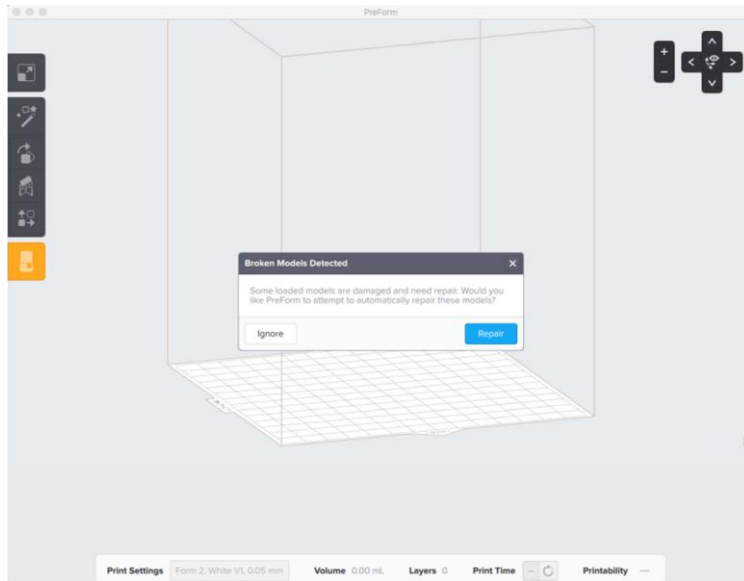 PreForm
+
−
Broken Models Detected
Some loaded models are damaged and need repair. Would you
like PreForm to attempt to automatically repair these models?
Ignore
Repair
Print Settings Form 2, White V1, 0.05 mm Volume 0.00 mL Layers 0 Print Time – Printability —